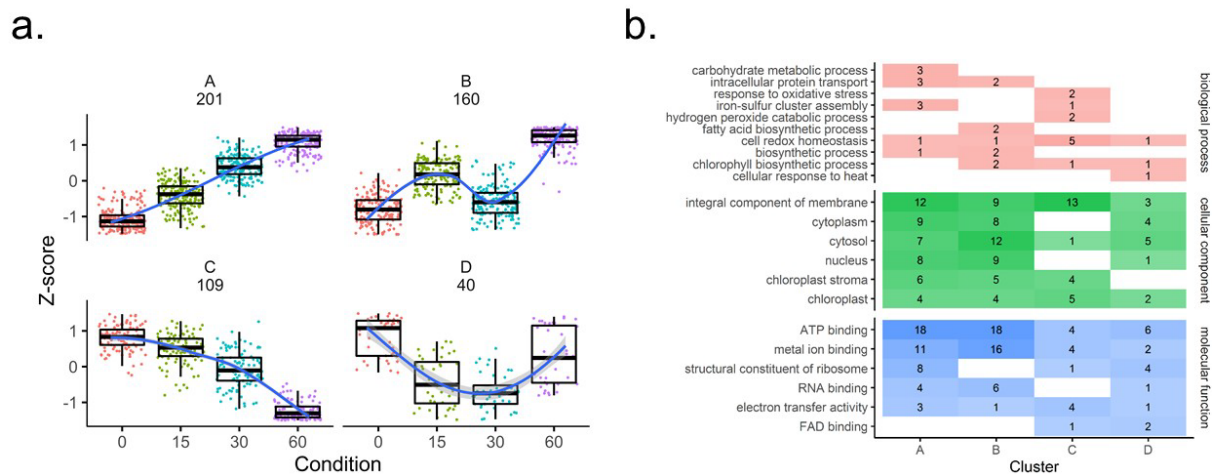 a.
A
201
B
160
C
109
D
40
1
0
-1
1
0
-1
Z-score
0 15 30 60 0 15 30 60
Condition
b.
carbohydrate metabolic process 3
intracellular protein transport 3 2
response to oxidative stress 2
iron-sulfur cluster assembly 3 1
hydrogen peroxide catabolic process 2
fatty acid biosynthetic process 2
cell redox homeostasis 1 1 5 1
biosynthetic process 1 2
chlorophyll biosynthetic process 2 1 1
cellular response to heat 1
biological process
integral component of membrane 12 9 13 3
cytoplasm 9 8 4
cytosol 7 12 1 5
nucleus 8 9 1
chloroplast stroma 6 5 4
chloroplast 4 4 5 2
cellular component
ATP binding 18 18 4 6
metal ion binding 11 16 4 2
structural constituent of ribosome 8 1 4
RNA binding 4 6 1
electron transfer activity 3 1 4 1
FAD binding 1 2
molecular function
A B C D
Cluster